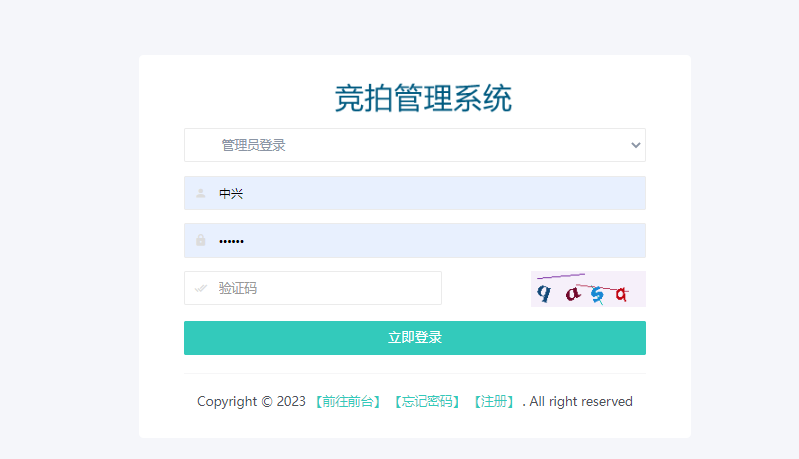 竞拍管理系统
管理员登录
中兴
••••••
验证码
qasa
立即登录
Copyright © 2023 【前往前台】 【忘记密码】 【注册】 . All right reserved